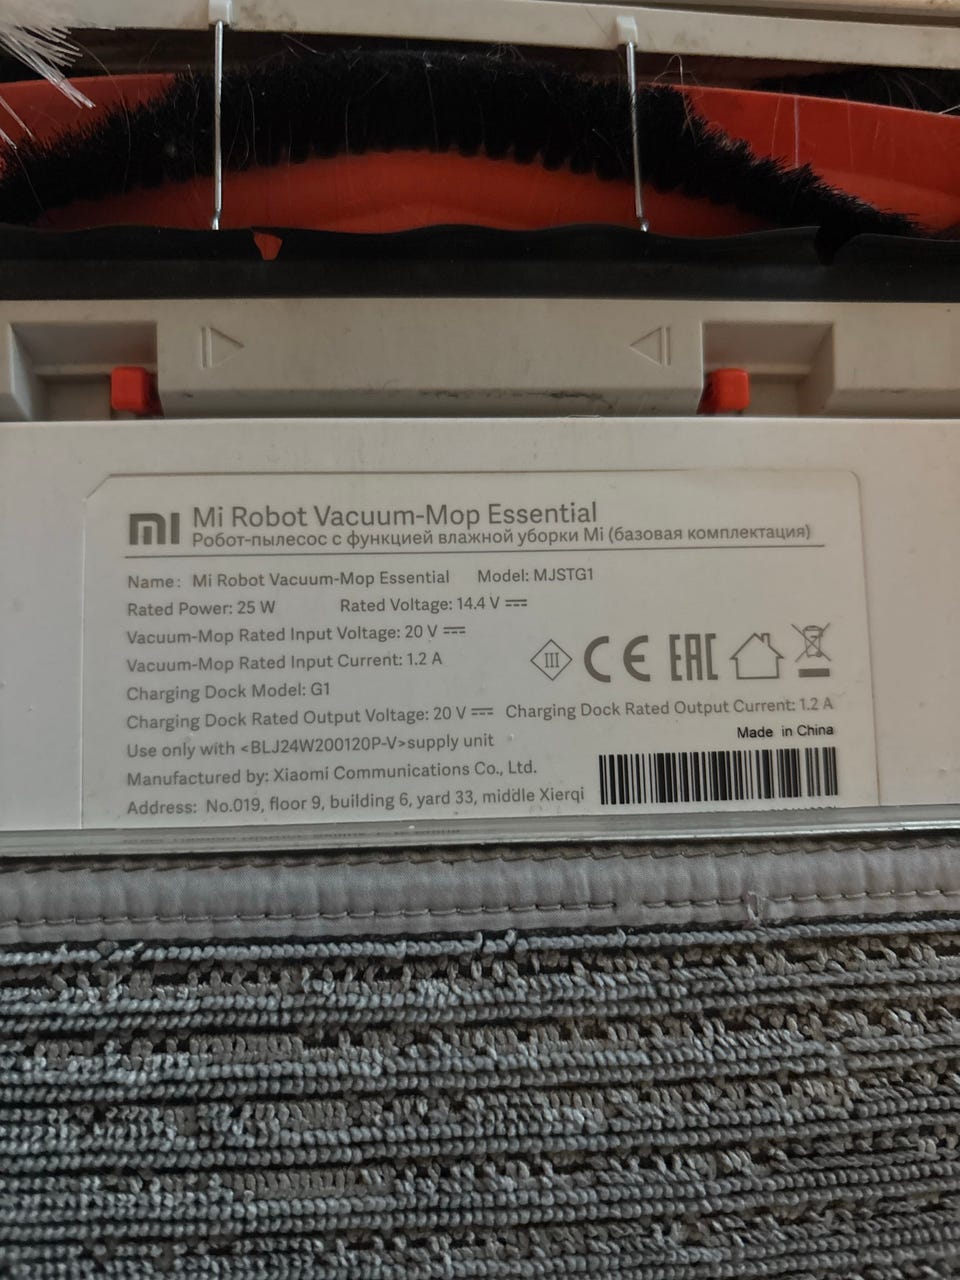 mi Mi Robot Vacuum-Mop Essential
Робот-пылесос с функцией влажной уборки Mi (базовая комплектация)
Name: Mi Robot Vacuum-Mop Essential Model: MJSTG1
Rated Power: 25 W Rated Voltage: 14.4 V ⎓
Vacuum-Mop Rated Input Voltage: 20 V ⎓
Vacuum-Mop Rated Input Current: 1.2 A
III CE EAC
Charging Dock Model: G1
Charging Dock Rated Output Voltage: 20 V ⎓ Charging Dock Rated Output Current: 1.2 A
Use only with <BLJ24W200120P-V>supply unit
Made in China
Manufactured by: Xiaomi Communications Co., Ltd.
Address: No.019, floor 9, building 6, yard 33, middle Xierqi